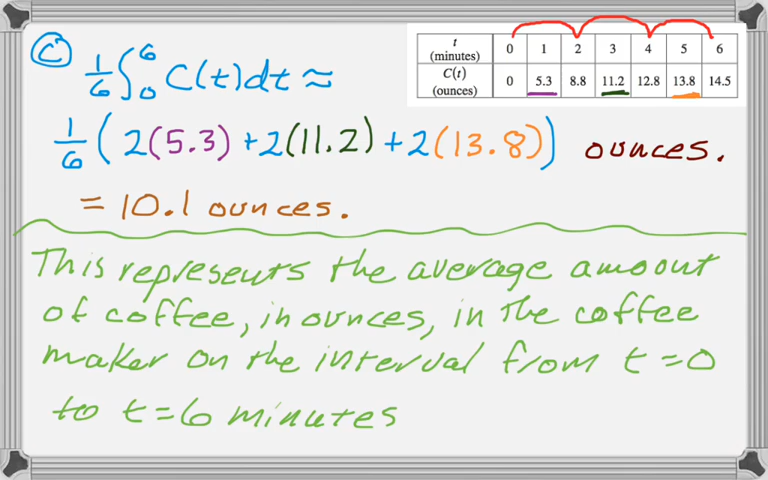 C
1/6 ∫₀⁶ C(t)dt ≈
t (minutes) 0 1 2 3 4 5 6
C(t) (ounces) 0 5.3 8.8 11.2 12.8 13.8 14.5
1/6 (2(5.3) + 2(11.2) + 2(13.8)) ounces.
= 10.1 ounces.
This represents the average amoout
of coffee, in ounces, in the coffee
maker on the interval from t=0
to t=6 minutes